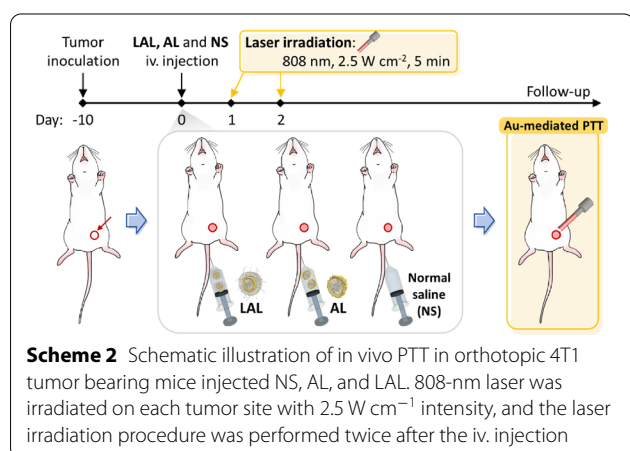 Tumor inoculation
LAL, AL and NS iv. injection
Laser irradiation:
808 nm, 2.5 W cm⁻², 5 min
Follow-up
Day: -10 0 1 2
Au-mediated PTT
LAL
AL
Normal saline (NS)
Scheme 2 Schematic illustration of in vivo PTT in orthotopic 4T1
tumor bearing mice injected NS, AL, and LAL. 808-nm laser was
irradiated on each tumor site with 2.5 W cm⁻¹ intensity, and the laser
irradiation procedure was performed twice after the iv. injection